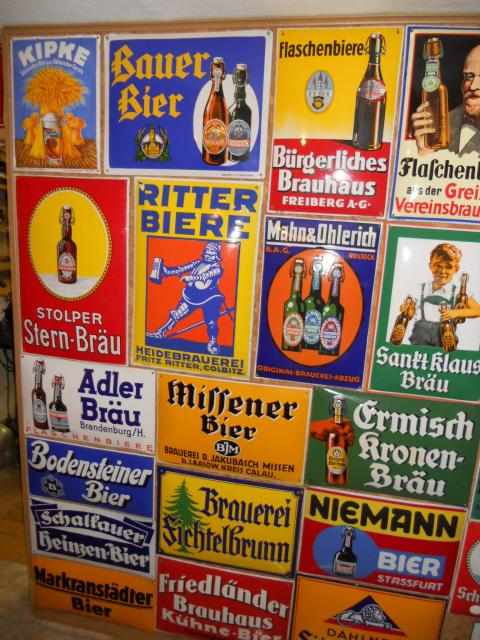 KIPKE
Bauer
Bier
Flaschenbiere
Bürgerliches
Brauhaus
FREIBERG A·G·
Flaschen
aus der Grei
Vereinsbrau
STOLPER
Stern-Bräu
RITTER
BIERE
HEIDEBRAUEREI
FRITZ RITTER, COLBITZ
Mahn & Ohlerich
B.A.G. ROSTOCK
ORIGINAL-BRAUEREI-ABZUG
Sankt Klaus
Bräu
Adler
Bräu
Brandenburg/H.
FLASCHENBIERE
Missener
Bier
BJM
BRAUEREI R. JAKUBASCH MISSEN
b. LAASOW, KREIS CALAU.
Ermisch
Kronen-
Bräu
Bodensteiner
Bier
Schalkauer
Heinzen-Bier
Brauerei
Fichtelbrunn
NIEMANN
BIER
STASSFURT
Markranstädter
Bier
Friedländer
Brauhaus
Kühne-Bier